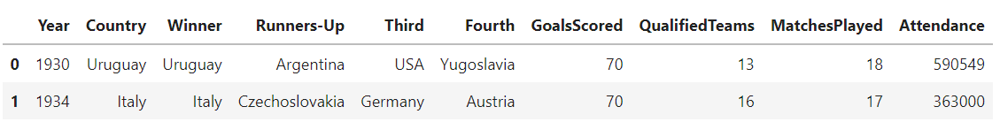 Year Country Winner Runners-Up Third Fourth GoalsScored QualifiedTeams MatchesPlayed Attendance
0 1930 Uruguay Uruguay Argentina USA Yugoslavia 70 13 18 590549
1 1934 Italy Italy Czechoslovakia Germany Austria 70 16 17 363000